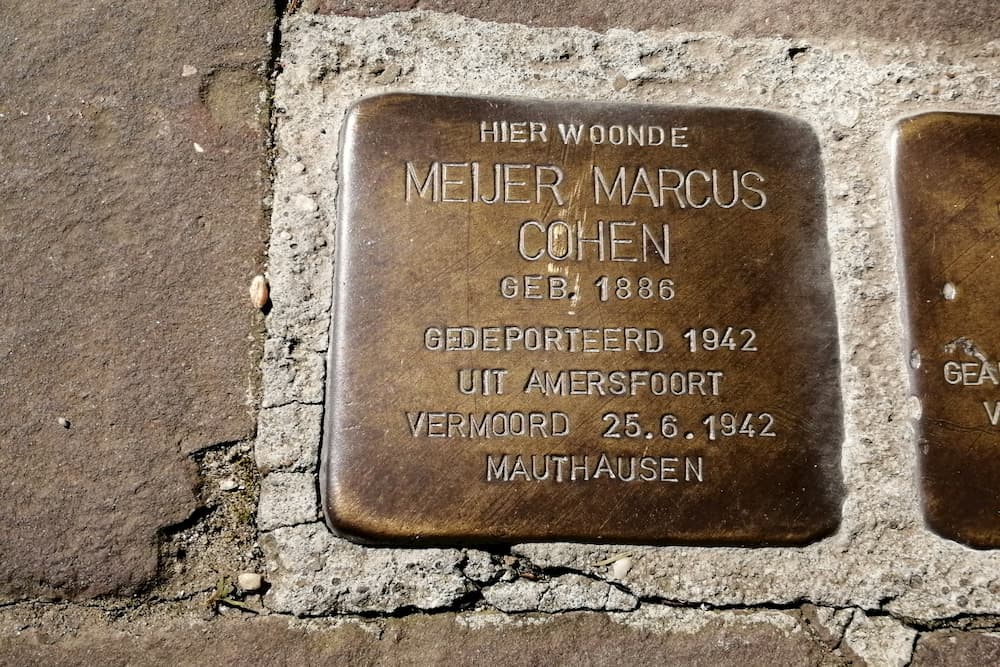 HIER WOONDE
MEIJER MARCUS
COHEN
GEB. 1886
GEDEPORTEERD 1942
UIT AMERSFOORT
VERMOORD 25.6.1942
MAUTHAUSEN